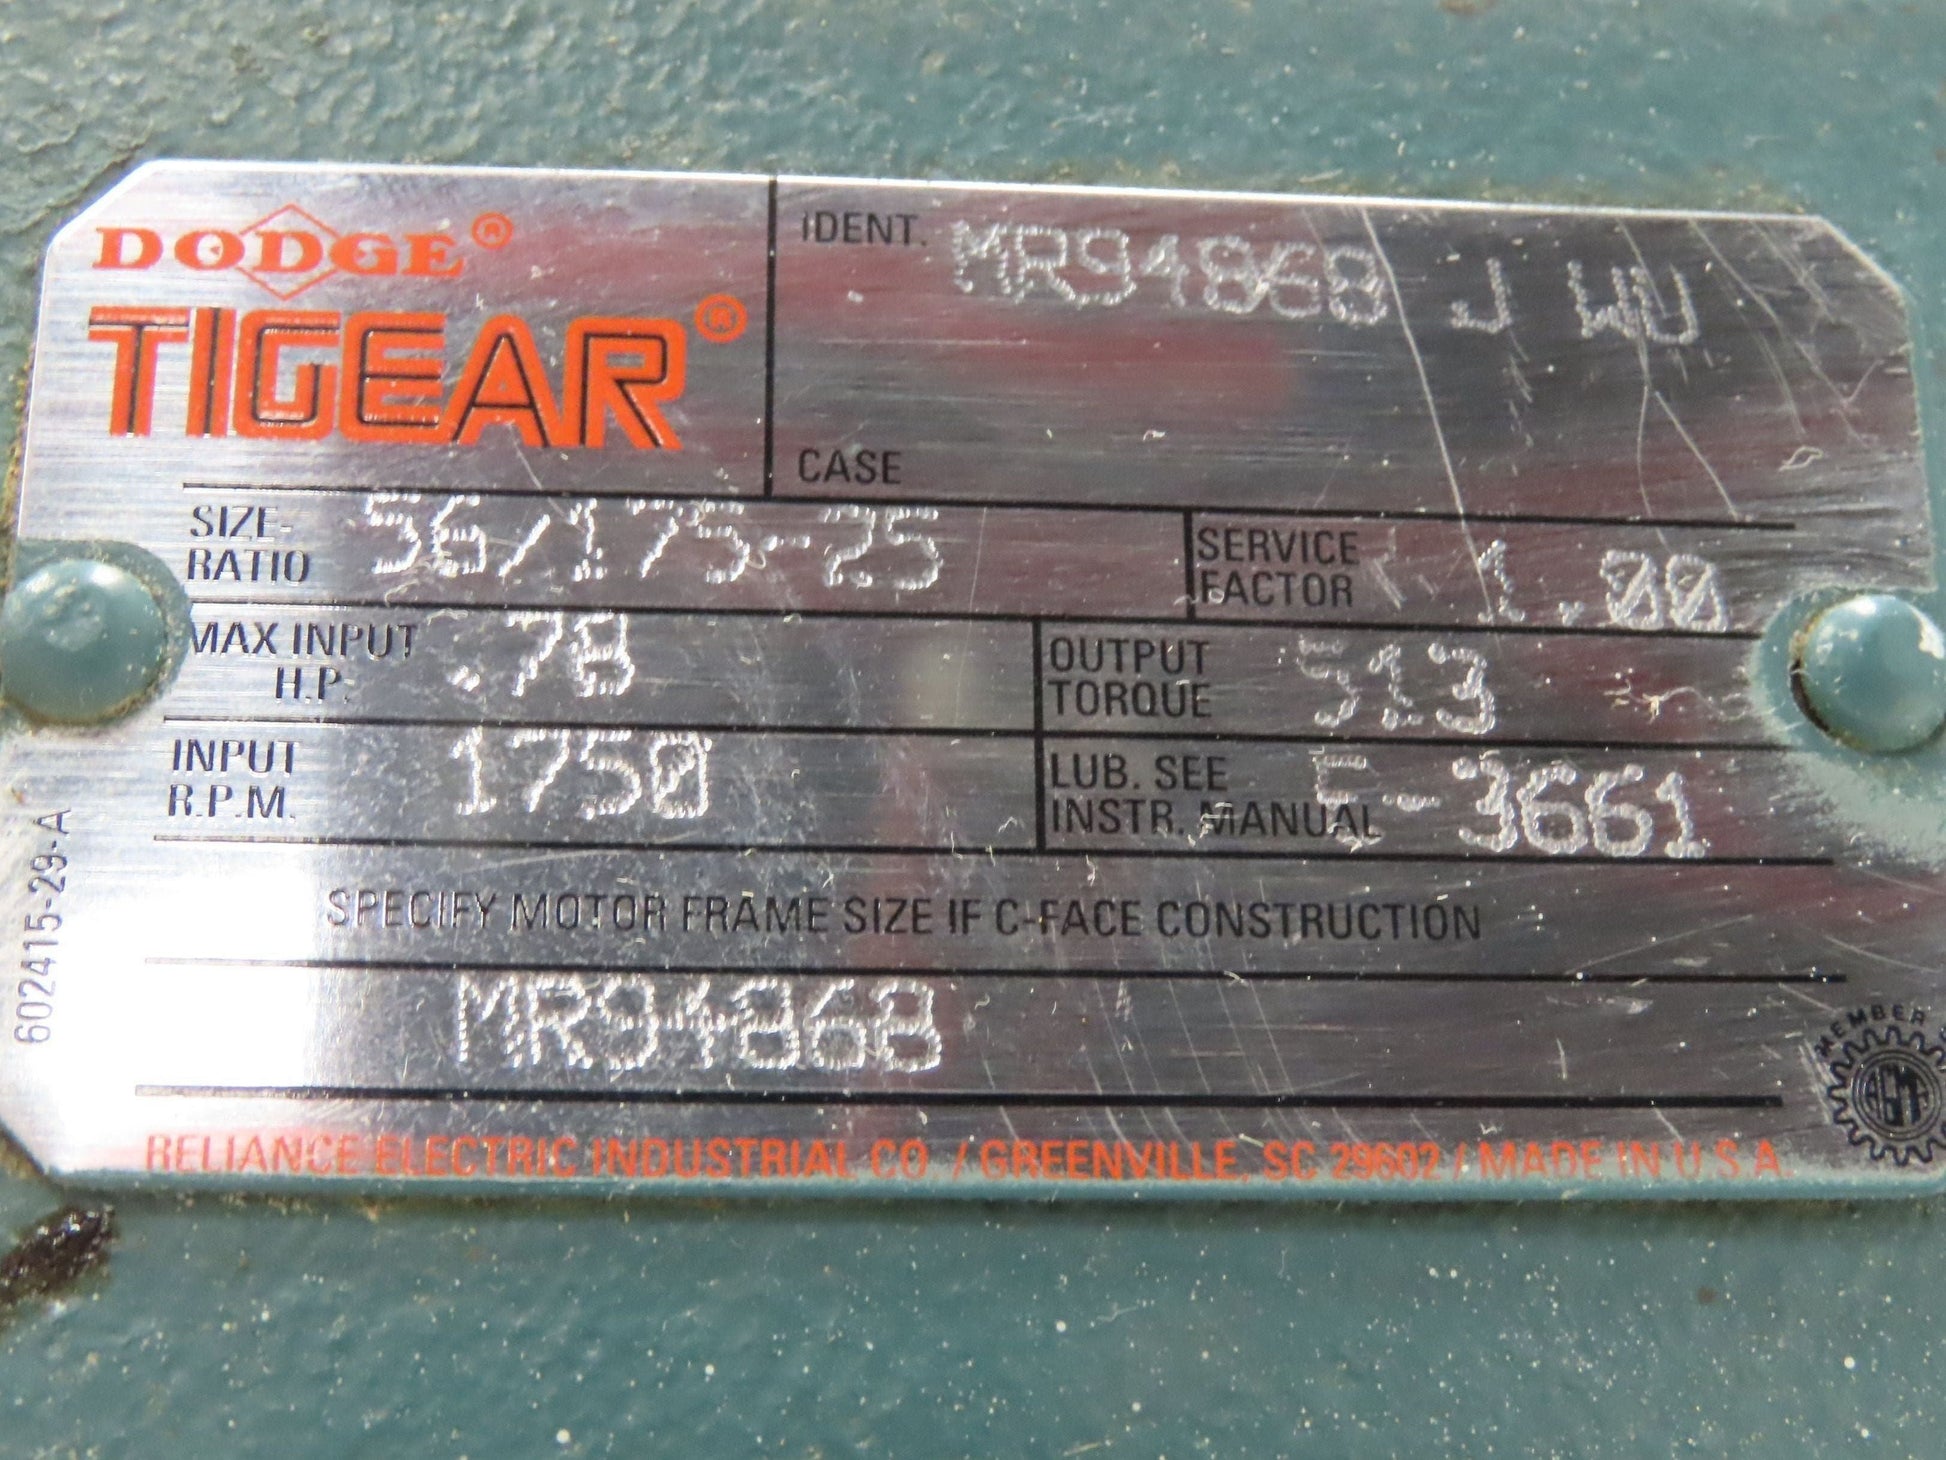 DODGE®
TIGEAR®
IDENT. MR94868 J WU
CASE
SIZE-
RATIO 56/175-25
SERVICE
FACTOR 1.00
MAX INPUT
H.P. .78
OUTPUT
TORQUE 513
INPUT
R.P.M. 1750
LUB. SEE
INSTR. MANUAL E-3661
SPECIFY MOTOR FRAME SIZE IF C-FACE CONSTRUCTION
MR94868
RELIANCE ELECTRIC INDUSTRIAL CO. / GREENVILLE, SC 29602 / MADE IN U.S.A.
602415-29-A
MEMBER
AGMA